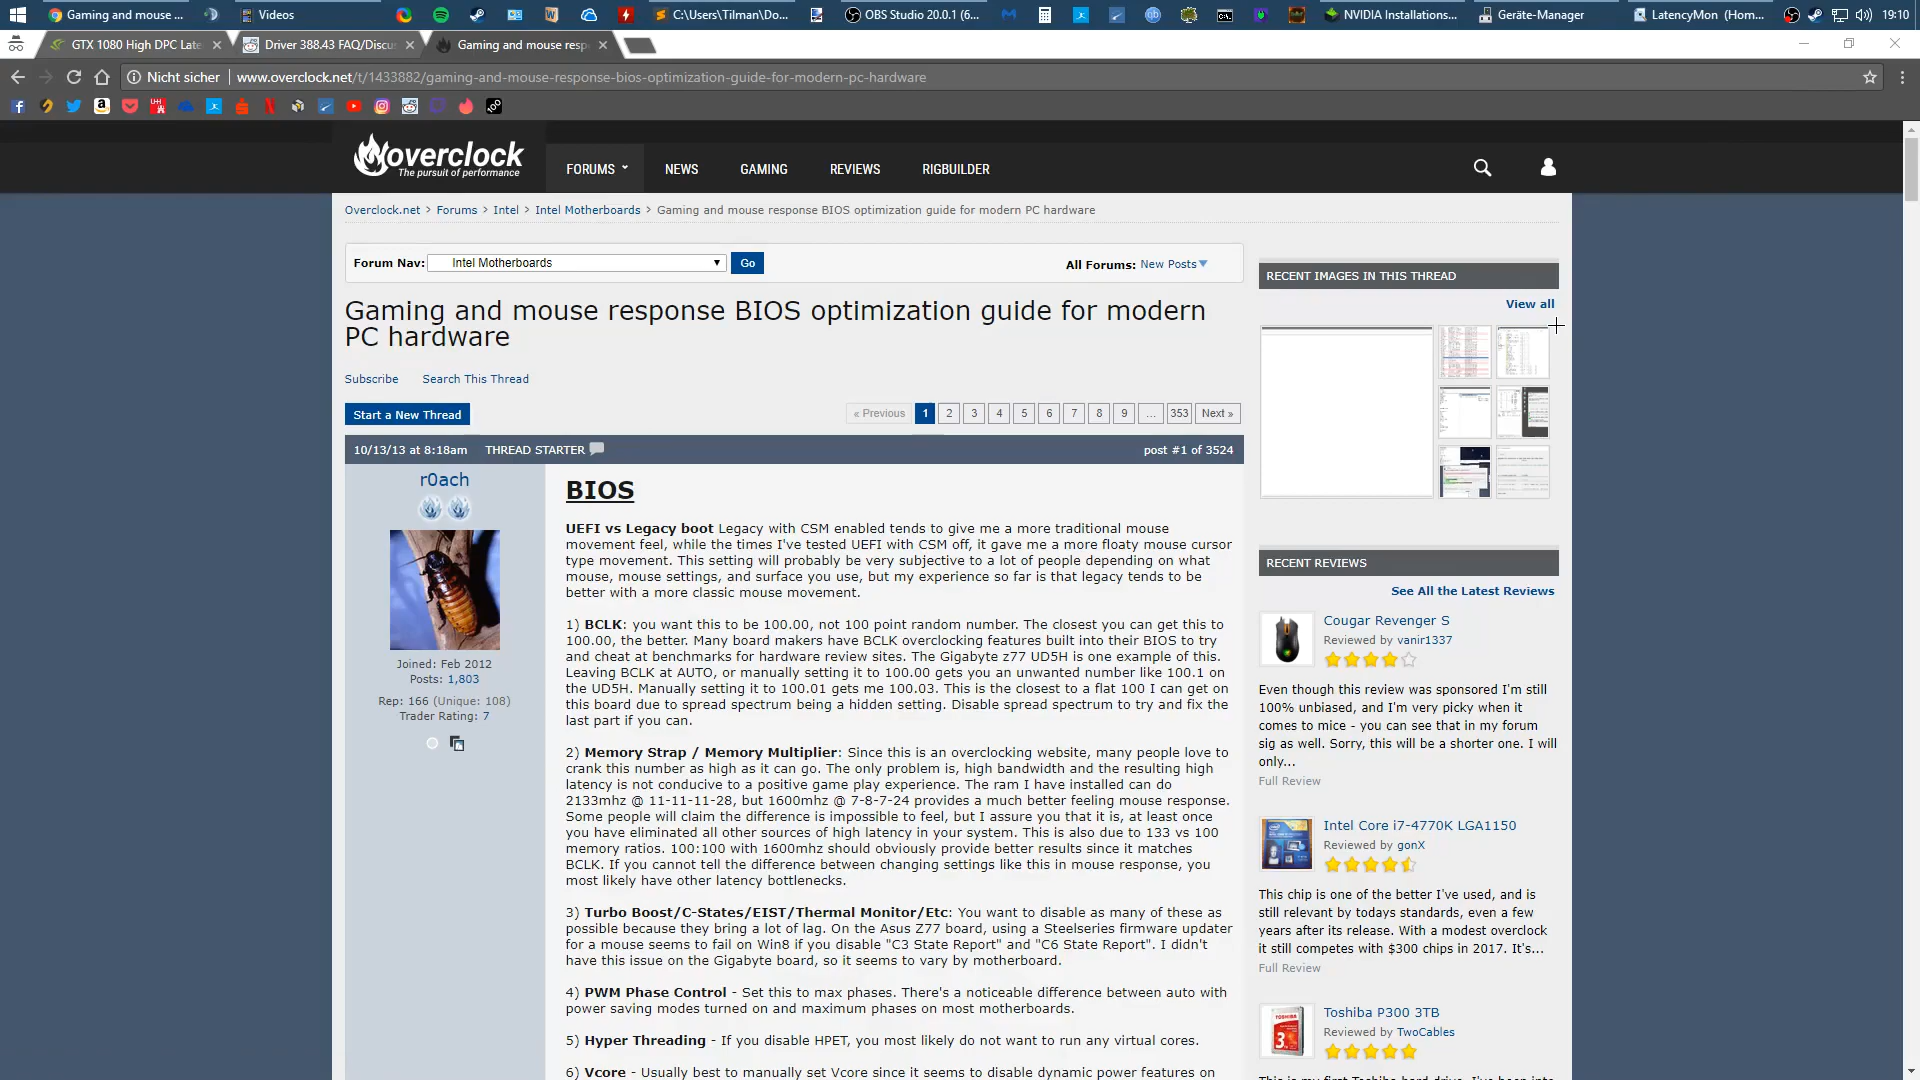 Gaming and mouse ...
Videos
C:\Users\Tilman\Do...
OBS Studio 20.0.1 (6...
NVIDIA Installations...
Geräte-Manager
LatencyMon (Hom...
19:10
GTX 1080 High DPC Late
Driver 388.43 FAQ/Discu
Gaming and mouse resp
Nicht sicher
www.overclock.net/t/1433882/gaming-and-mouse-response-bios-optimization-guide-for-modern-pc-hardware
overclock
The pursuit of performance
FORUMS
NEWS
GAMING
REVIEWS
RIGBUILDER
Overclock.net > Forums > Intel > Intel Motherboards > Gaming and mouse response BIOS optimization guide for modern PC hardware
Forum Nav:
Intel Motherboards
Go
All Forums: New Posts
Gaming and mouse response BIOS optimization guide for modern
PC hardware
Subscribe
Search This Thread
Start a New Thread
« Previous 1 2 3 4 5 6 7 8 9 ... 353 Next »
10/13/13 at 8:18am
THREAD STARTER
post #1 of 3524
r0ach
Joined: Feb 2012
Posts: 1,803
Rep: 166 (Unique: 108)
Trader Rating: 7
BIOS
UEFI vs Legacy boot Legacy with CSM enabled tends to give me a more traditional mouse
movement feel, while the times I've tested UEFI with CSM off, it gave me a more floaty mouse cursor
type movement. This setting will probably be very subjective to a lot of people depending on what
mouse, mouse settings, and surface you use, but my experience so far is that legacy tends to be
better with a more classic mouse movement.
1) BCLK: you want this to be 100.00, not 100 point random number. The closest you can get this to
100.00, the better. Many board makers have BCLK overclocking features built into their BIOS to try
and cheat at benchmarks for hardware review sites. The Gigabyte z77 UD5H is one example of this.
Leaving BCLK at AUTO, or manually setting it to 100.00 gets you an unwanted number like 100.1 on
the UD5H. Manually setting it to 100.01 gets me 100.03. This is the closest to a flat 100 I can get on
this board due to spread spectrum being a hidden setting. Disable spread spectrum to try and fix the
last part if you can.
2) Memory Strap / Memory Multiplier: Since this is an overclocking website, many people love to
crank this number as high as it can go. The only problem is, high bandwidth and the resulting high
latency is not conducive to a positive game play experience. The ram I have installed can do
2133mhz @ 11-11-11-28, but 1600mhz @ 7-8-7-24 provides a much better feeling mouse response.
Some people will claim the difference is impossible to feel, but I assure you that it is, at least once
you have eliminated all other sources of high latency in your system. This is also due to 133 vs 100
memory ratios. 100:100 with 1600mhz should obviously provide better results since it matches
BCLK. If you cannot tell the difference between changing settings like this in mouse response, you
most likely have other latency bottlenecks.
3) Turbo Boost/C-States/EIST/Thermal Monitor/Etc: You want to disable as many of these as
possible because they bring a lot of lag. On the Asus Z77 board, using a Steelseries firmware updater
for a mouse seems to fail on Win8 if you disable "C3 State Report" and "C6 State Report". I didn't
have this issue on the Gigabyte board, so it seems to vary by motherboard.
4) PWM Phase Control - Set this to max phases. There's a noticeable difference between auto with
power saving modes turned on and maximum phases on most motherboards.
5) Hyper Threading - If you disable HPET, you most likely do not want to run any virtual cores.
6) Vcore - Usually best to manually set Vcore since it seems to disable dynamic power features on
RECENT IMAGES IN THIS THREAD
View all
RECENT REVIEWS
See All the Latest Reviews
Cougar Revenger S
Reviewed by vanir1337
Even though this review was sponsored I'm still
100% unbiased, and I'm very picky when it
comes to mice - you can see that in my forum
sig as well. Sorry, this will be a shorter one. I will
only...
Full Review
Intel Core i7-4770K LGA1150
Reviewed by gonX
This chip is one of the better I've used, and is
still relevant by todays standards, even a few
years after its release. With a modest overclock
it still competes with $300 chips in 2017. It's...
Full Review
Toshiba P300 3TB
Reviewed by TwoCables